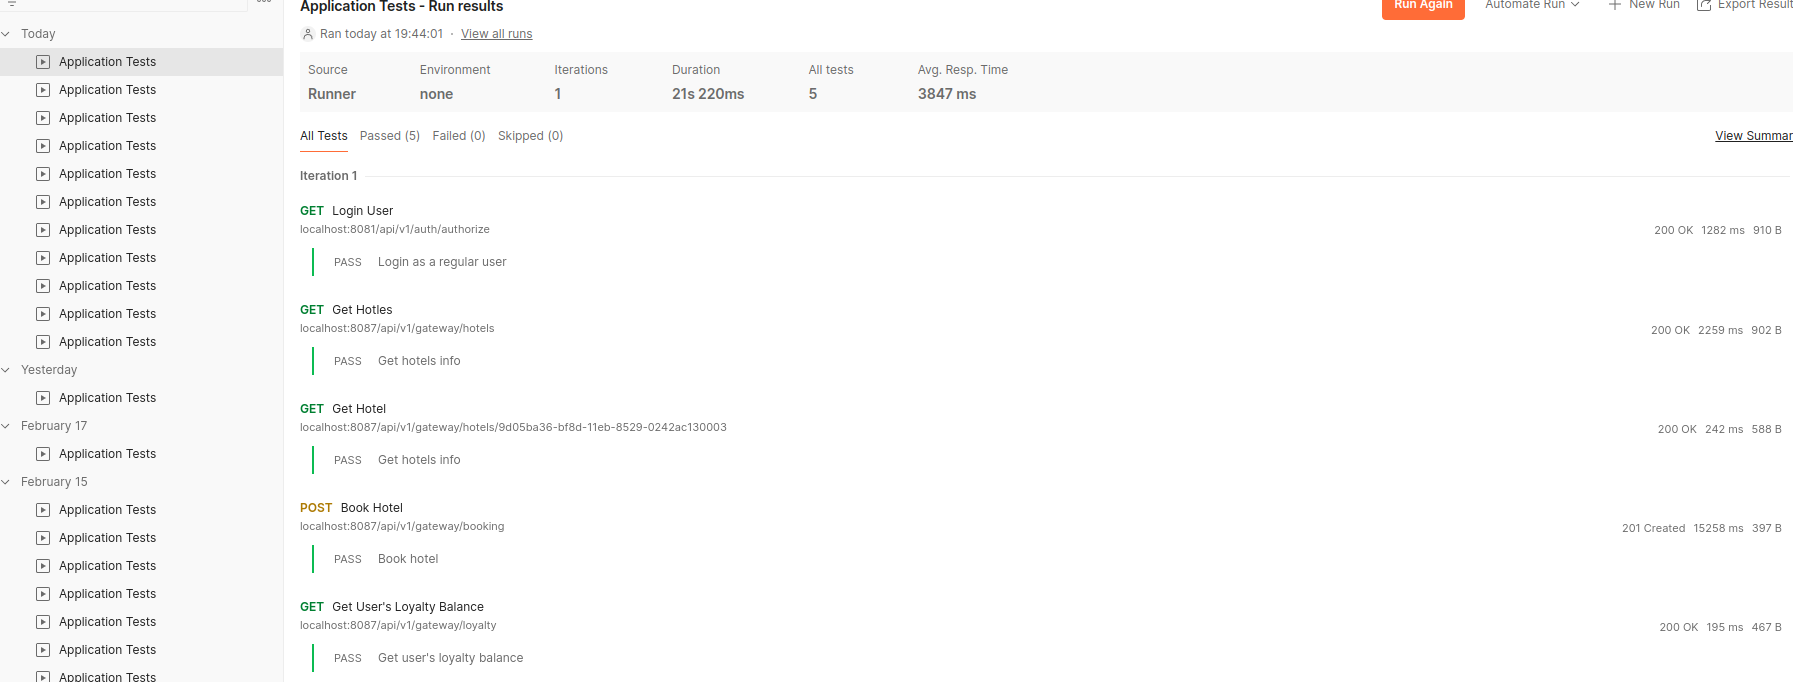 Application Tests - Run results
Run Again
Automate Run
New Run
Export Result
Today
Application Tests
Application Tests
Application Tests
Application Tests
Application Tests
Application Tests
Application Tests
Application Tests
Application Tests
Application Tests
Application Tests
Yesterday
Application Tests
February 17
Application Tests
February 15
Application Tests
Application Tests
Application Tests
Application Tests
Application Tests
Application Tests
Application Tests
Ran today at 19:44:01 · View all runs
Source Environment Iterations Duration All tests Avg. Resp. Time
Runner none 1 21s 220ms 5 3847 ms
All Tests Passed (5) Failed (0) Skipped (0) View Summar
Iteration 1
GET Login User
localhost:8081/api/v1/auth/authorize 200 OK 1282 ms 910 B
PASS Login as a regular user
GET Get Hotles
localhost:8087/api/v1/gateway/hotels 200 OK 2259 ms 902 B
PASS Get hotels info
GET Get Hotel
localhost:8087/api/v1/gateway/hotels/9d05ba36-bf8d-11eb-8529-0242ac130003 200 OK 242 ms 588 B
PASS Get hotels info
POST Book Hotel
localhost:8087/api/v1/gateway/booking 201 Created 15258 ms 397 B
PASS Book hotel
GET Get User's Loyalty Balance
localhost:8087/api/v1/gateway/loyalty 200 OK 195 ms 467 B
PASS Get user's loyalty balance